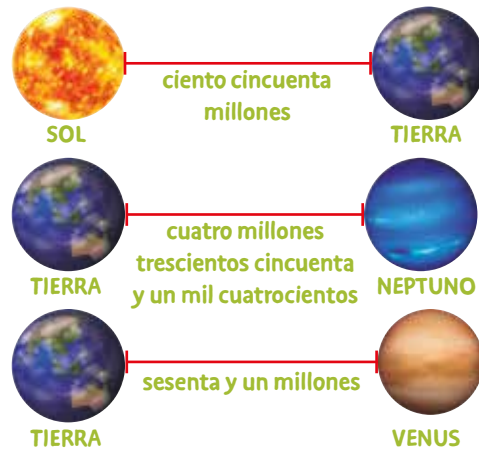 ciento cincuenta
millones
SOL
TIERRA
cuatro millones
trescientos cincuenta
y un mil cuatrocientos
TIERRA
NEPTUNO
sesenta y un millones
TIERRA
VENUS